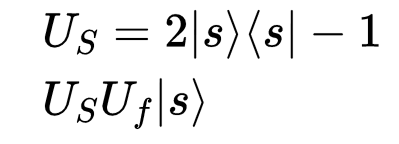 U_S = 2|s⟩⟨s| − 1
U_S U_f|s⟩